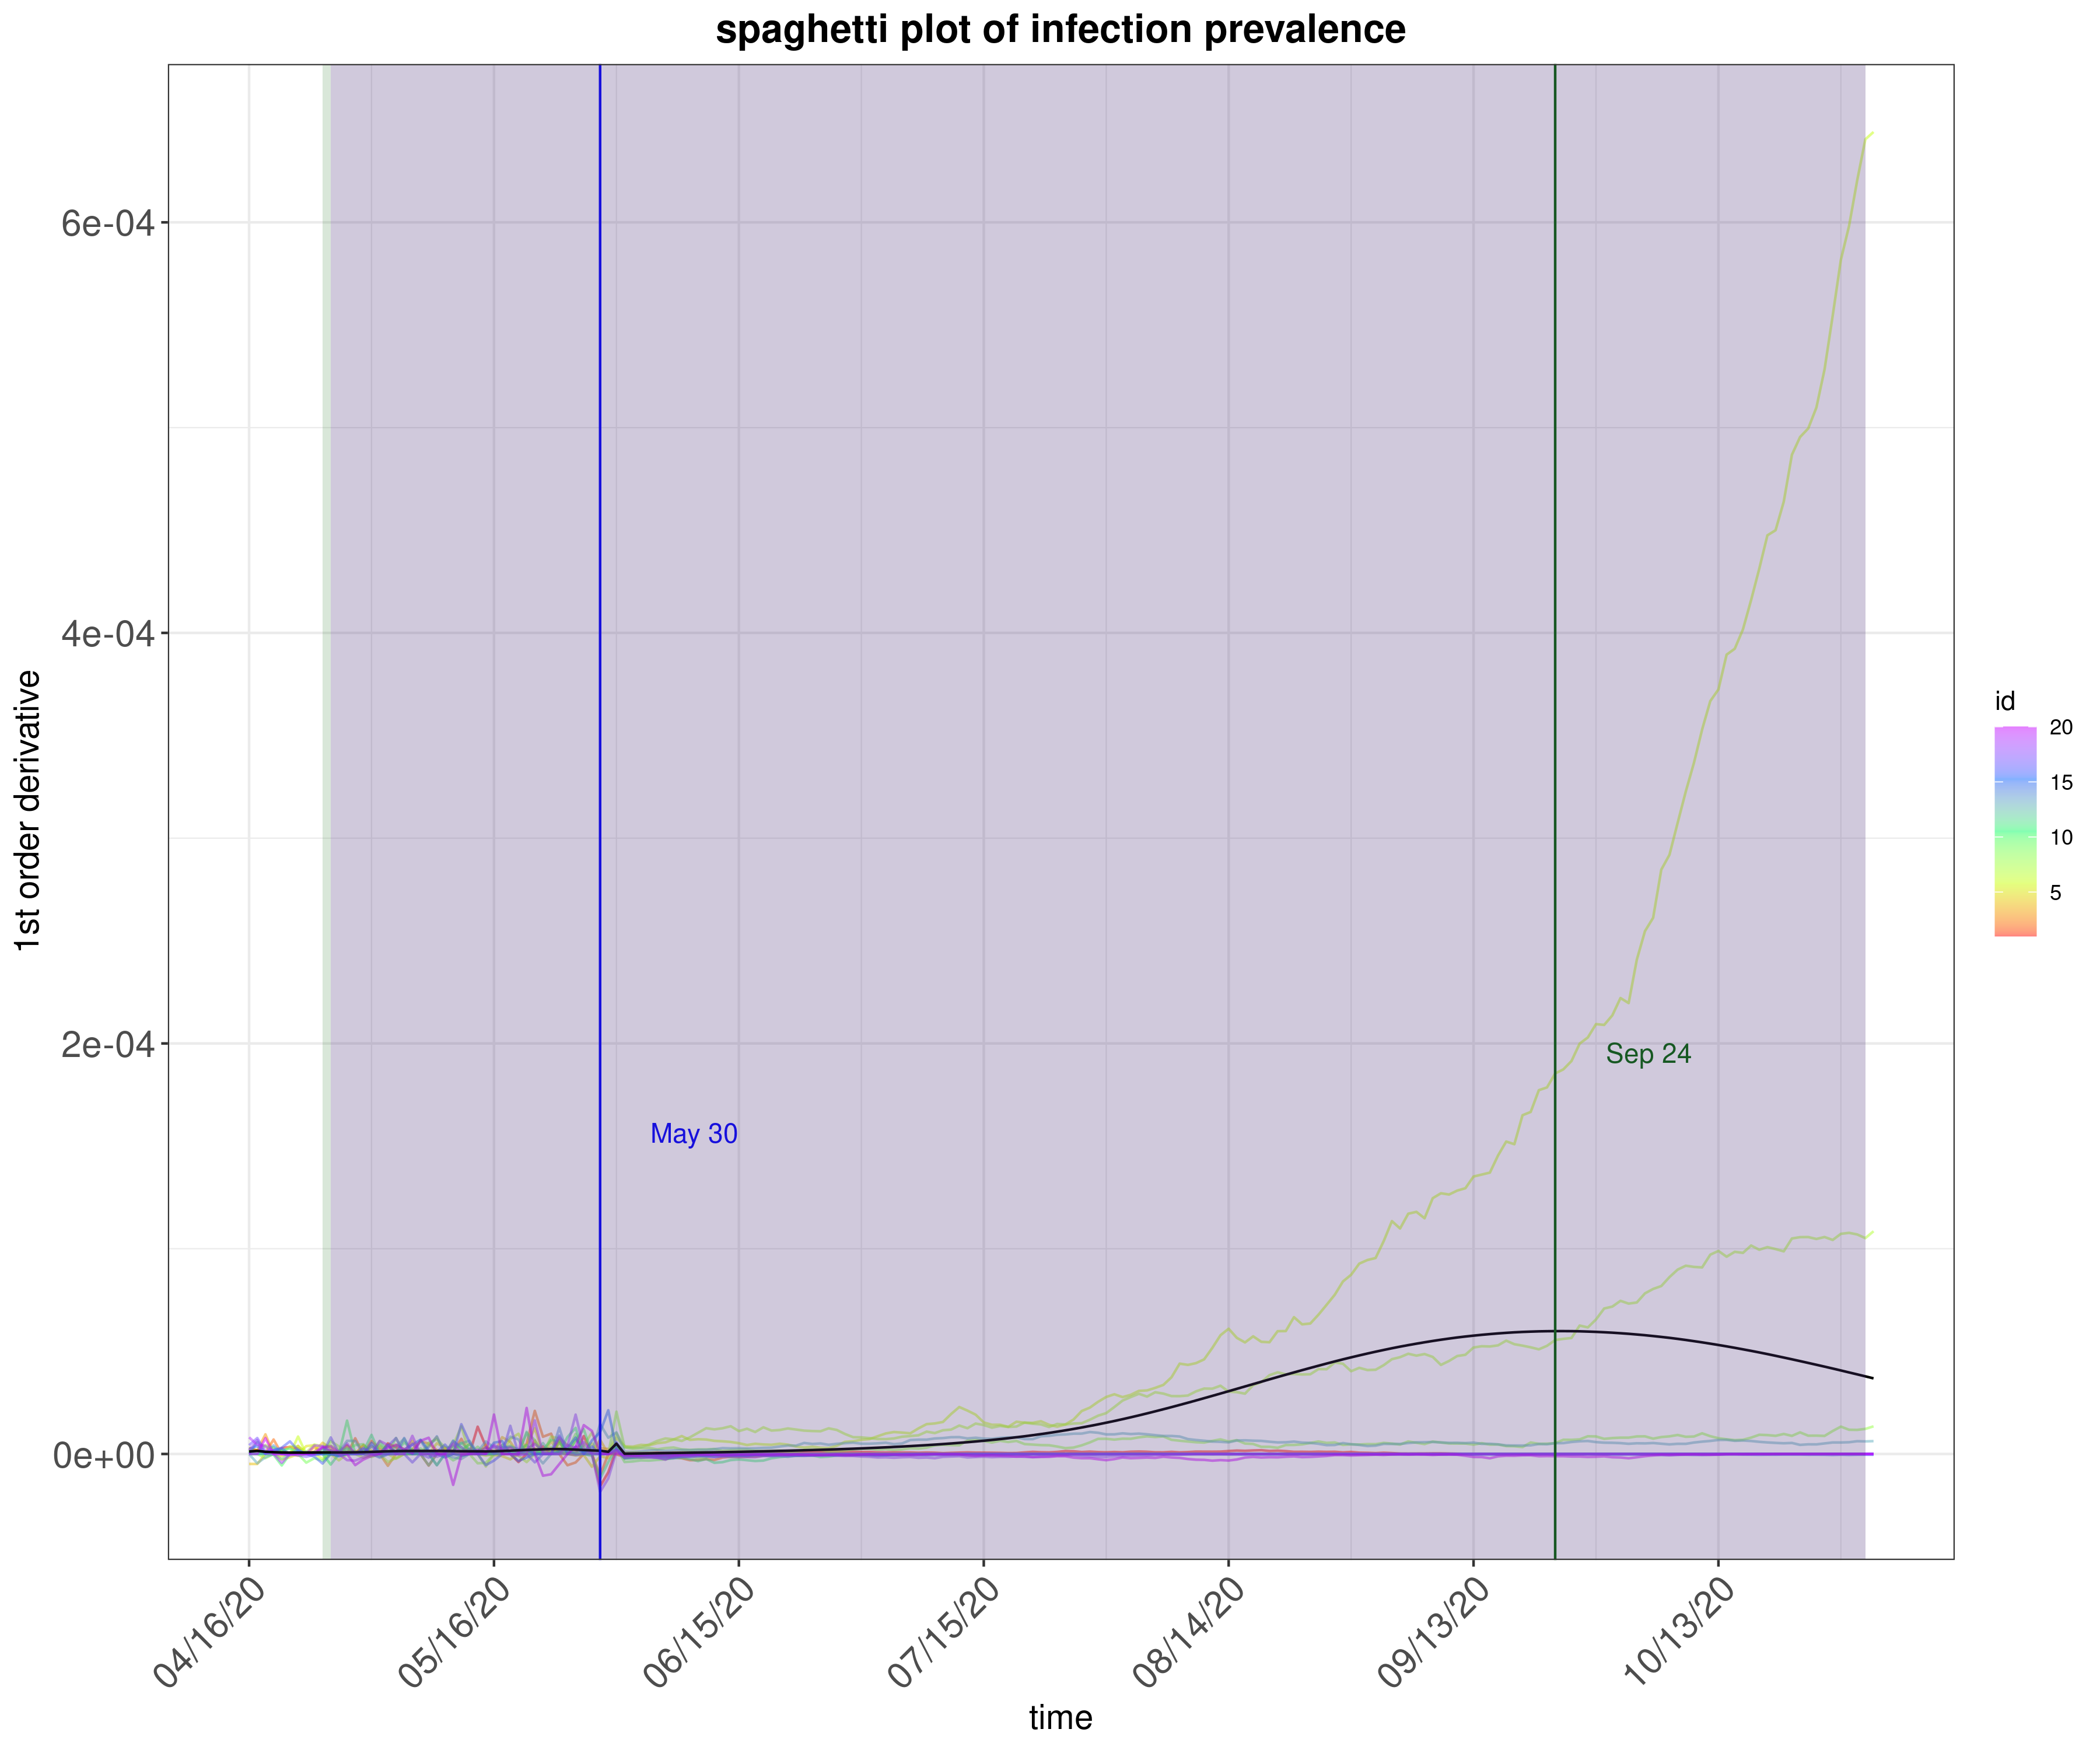 spaghetti plot of infection prevalence
1st order derivative
6e-04
4e-04
2e-04
0e+00
May 30
Sep 24
04/16/20
05/16/20
06/15/20
07/15/20
08/14/20
09/13/20
10/13/20
time
id
20
15
10
5